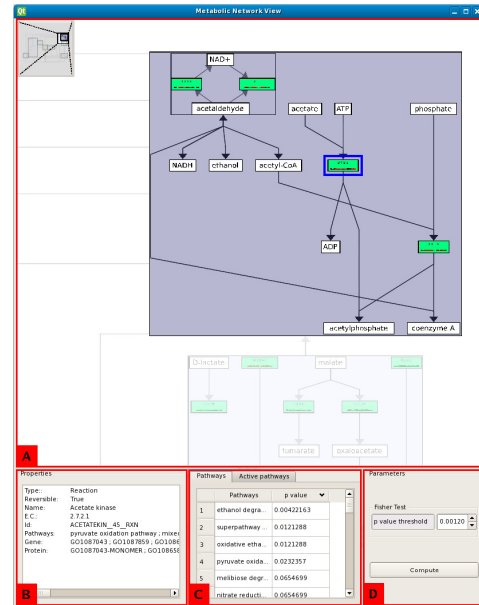 Qt Metabolic Network View
NAD+
acetaldehyde
acetate
ATP
phosphate
NADH
ethanol
acetyl-CoA
ADP
acetylphosphate
coenzyme A
D-lactate
malate
fumarate
oxaloacetate
A
Properties
Type: Reaction
Reversible: True
Name: Acetate kinase
E.C.: 2.7.2.1
Id: ACETATEKIN_45_RXN
Pathways: pyruvate oxidation pathway ; mixe
Gene: GO1087043 ; GO1087859 ; GO1086
Protein: GO1087043-MONOMER ; GO108658
B
Pathways Active pathways
Pathways p value
1 ethanol degra... 0.00422163
2 superpathway ... 0.0121288
3 oxidative etha... 0.0121288
4 pyruvate oxida... 0.0232357
5 melibiose degr... 0.0654699
nitrate reducti... 0.0654699
C
Parameters
Fisher Test
p value threshold 0.00120
Compute
D